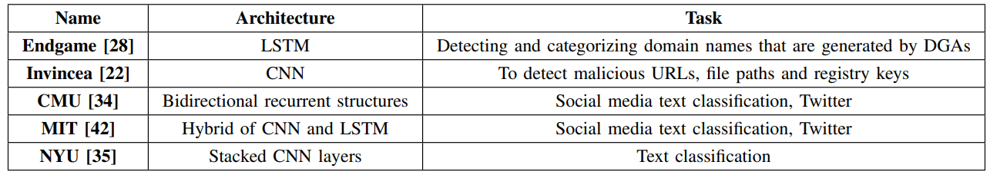 Name Architecture Task
Endgame [28] LSTM Detecting and categorizing domain names that are generated by DGAs
Invincea [22] CNN To detect malicious URLs, file paths and registry keys
CMU [34] Bidirectional recurrent structures Social media text classification, Twitter
MIT [42] Hybrid of CNN and LSTM Social media text classification, Twitter
NYU [35] Stacked CNN layers Text classification